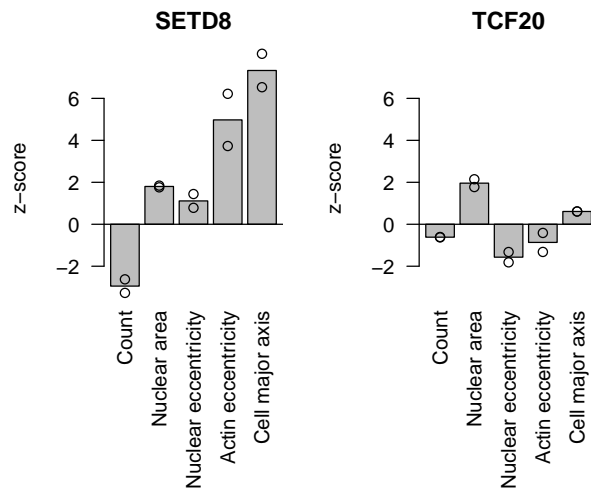 SETD8
z−score
6
4
2
0
−2
Count
Nuclear area
Nuclear eccentricity
Actin eccentricity
Cell major axis
TCF20
z−score
6
4
2
0
−2
Count
Nuclear area
Nuclear eccentricity
Actin eccentricity
Cell major axis